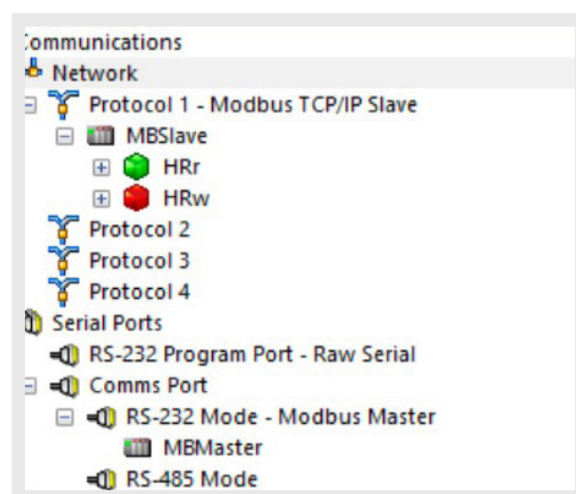 Communications
Network
Protocol 1 - Modbus TCP/IP Slave
MBSlave
HRr
HRw
Protocol 2
Protocol 3
Protocol 4
Serial Ports
RS-232 Program Port - Raw Serial
Comms Port
RS-232 Mode - Modbus Master
MBMaster
RS-485 Mode